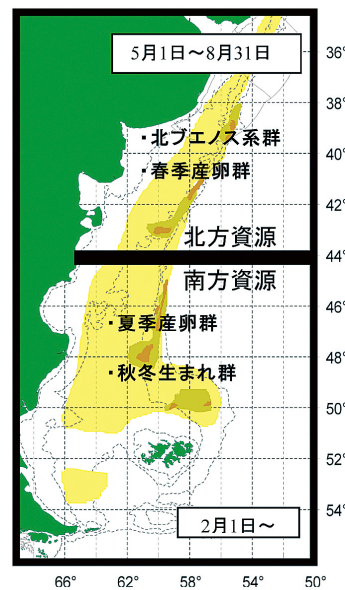 5月1日～8月31日
36°
38°
・北ブエノス系群
40°
・春季産卵群
42°
北方資源
44°
南方資源
46°
・夏季産卵群
48°
・秋冬生まれ群
50°
52°
54°
2月1日～
66° 62° 58° 54° 50°